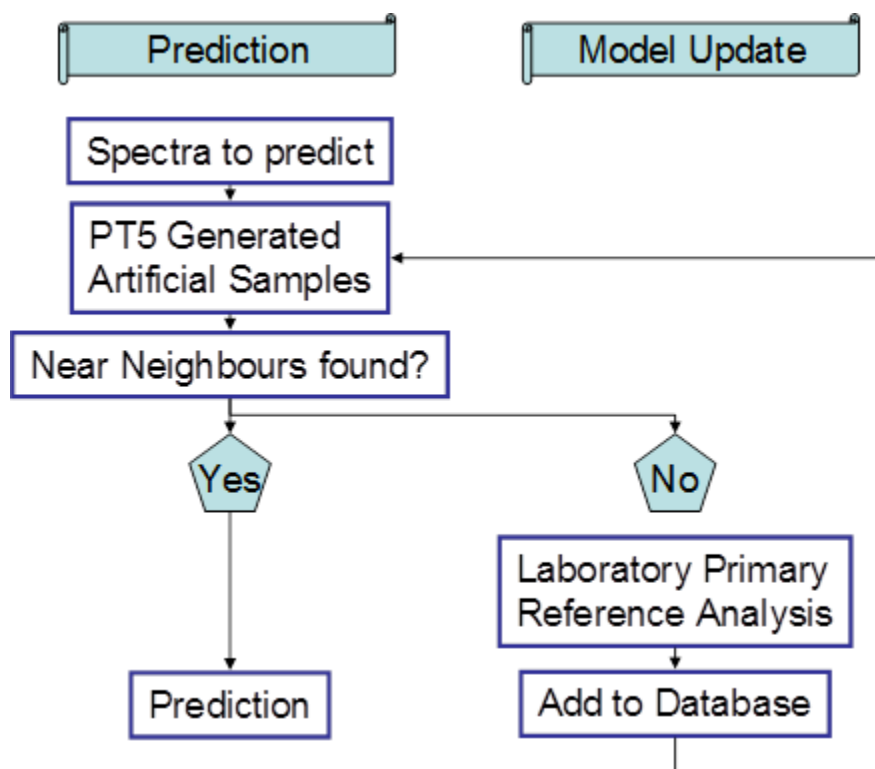 Prediction
Model Update
Spectra to predict
PT5 Generated
Artificial Samples
Near Neighbours found?
Yes
No
Laboratory Primary
Reference Analysis
Prediction
Add to Database